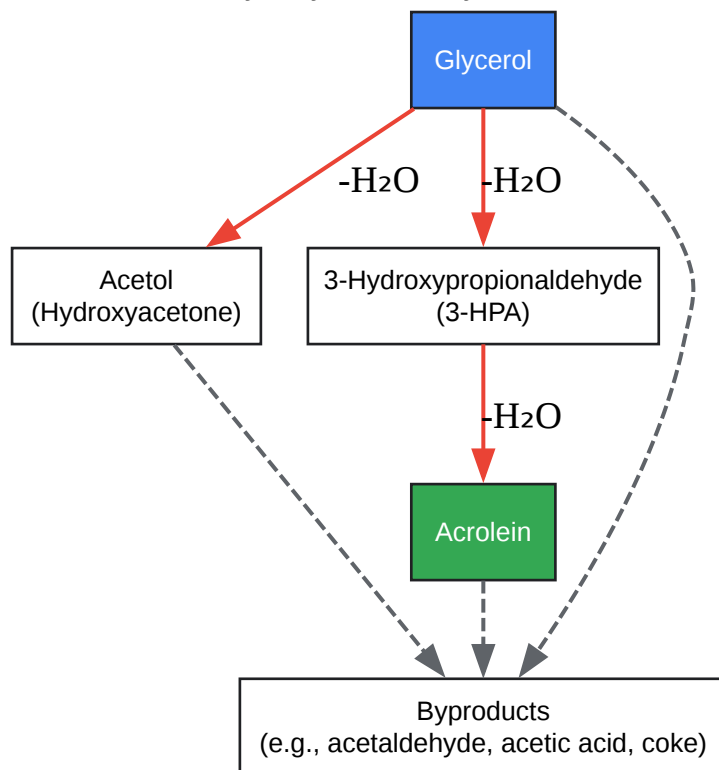 Glycerol
-H₂O
-H₂O
Acetol
(Hydroxyacetone)
3-Hydroxypropionaldehyde
(3-HPA)
-H₂O
Acrolein
Byproducts
(e.g., acetaldehyde, acetic acid, coke)